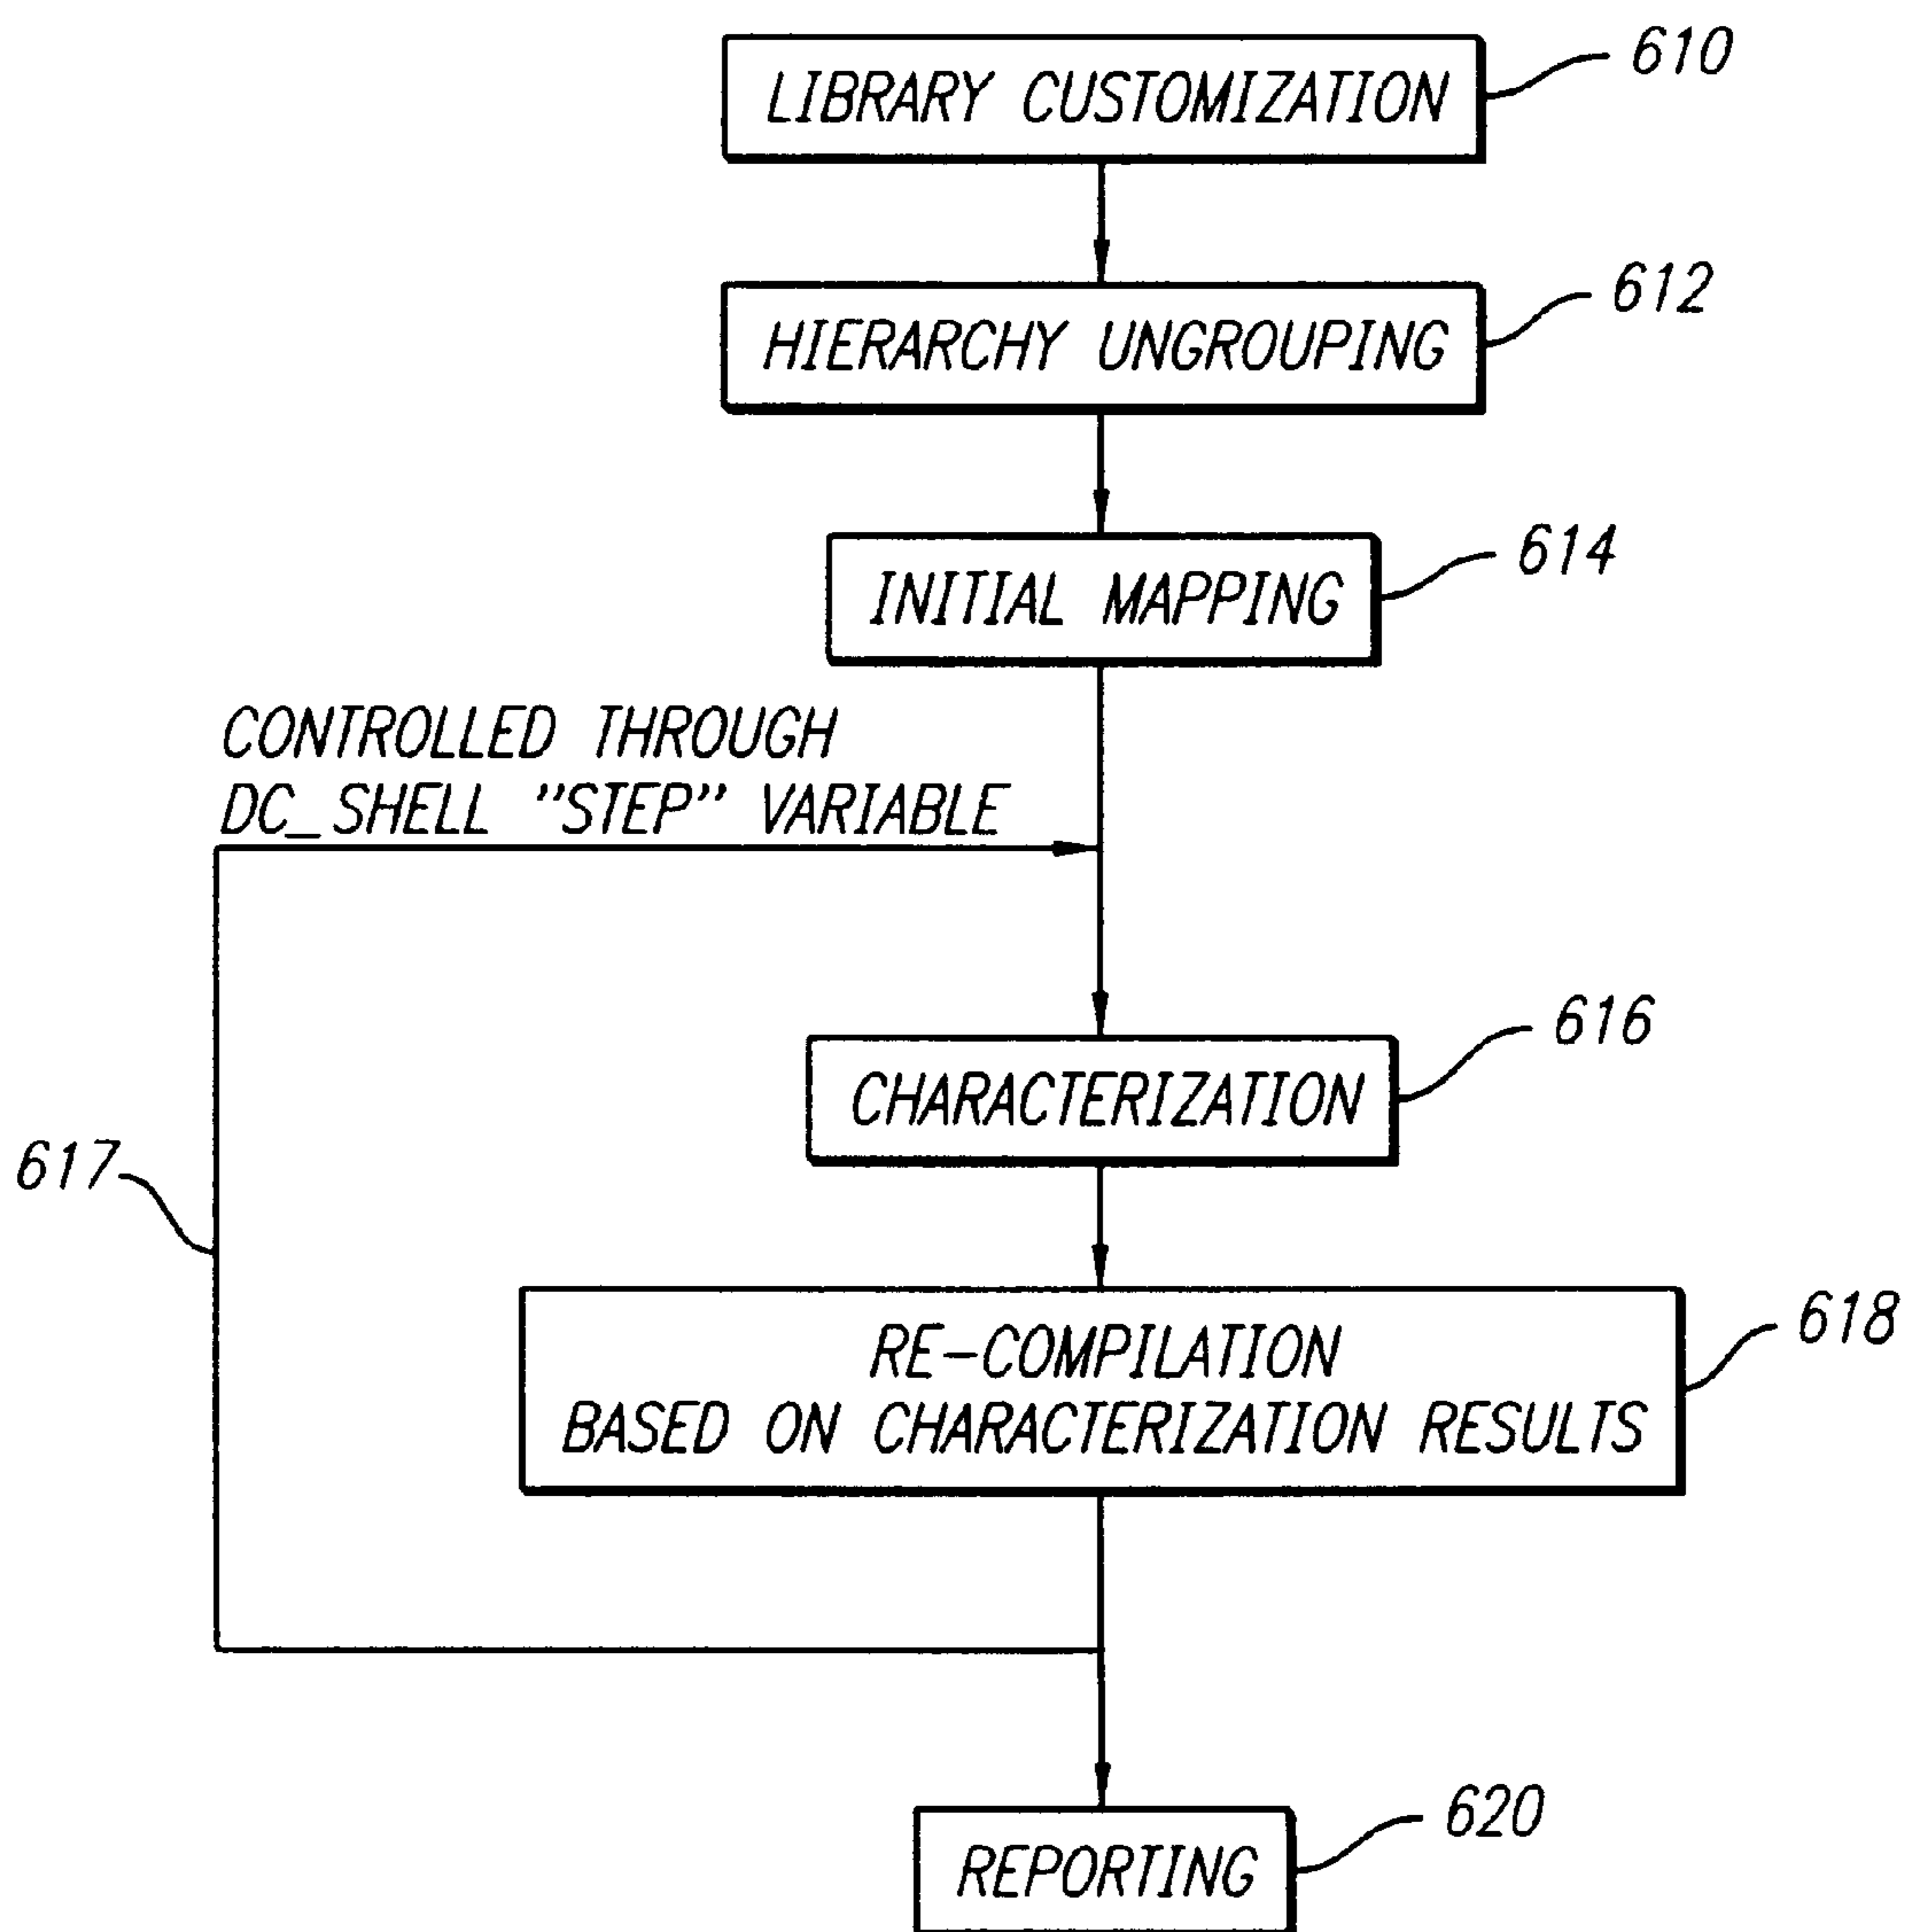 LIBRARY CUSTOMIZATION
610
HIERARCHY UNGROUPING
612
INITIAL MAPPING
614
CONTROLLED THROUGH
DC_SHELL "STEP" VARIABLE
CHARACTERIZATION
616
617
RE-COMPILATION
BASED ON CHARACTERIZATION RESULTS
618
REPORTING
620